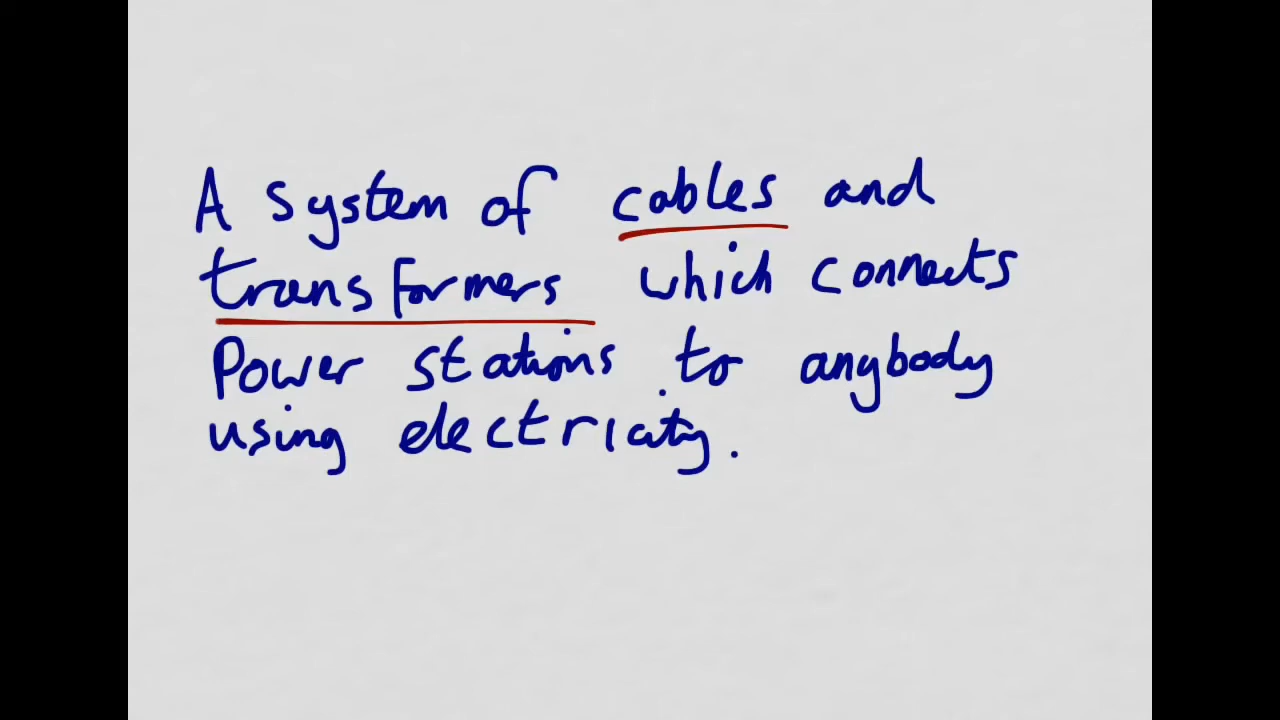 A system of cables and
transformers which connects
Power stations to anybody
using electricity.